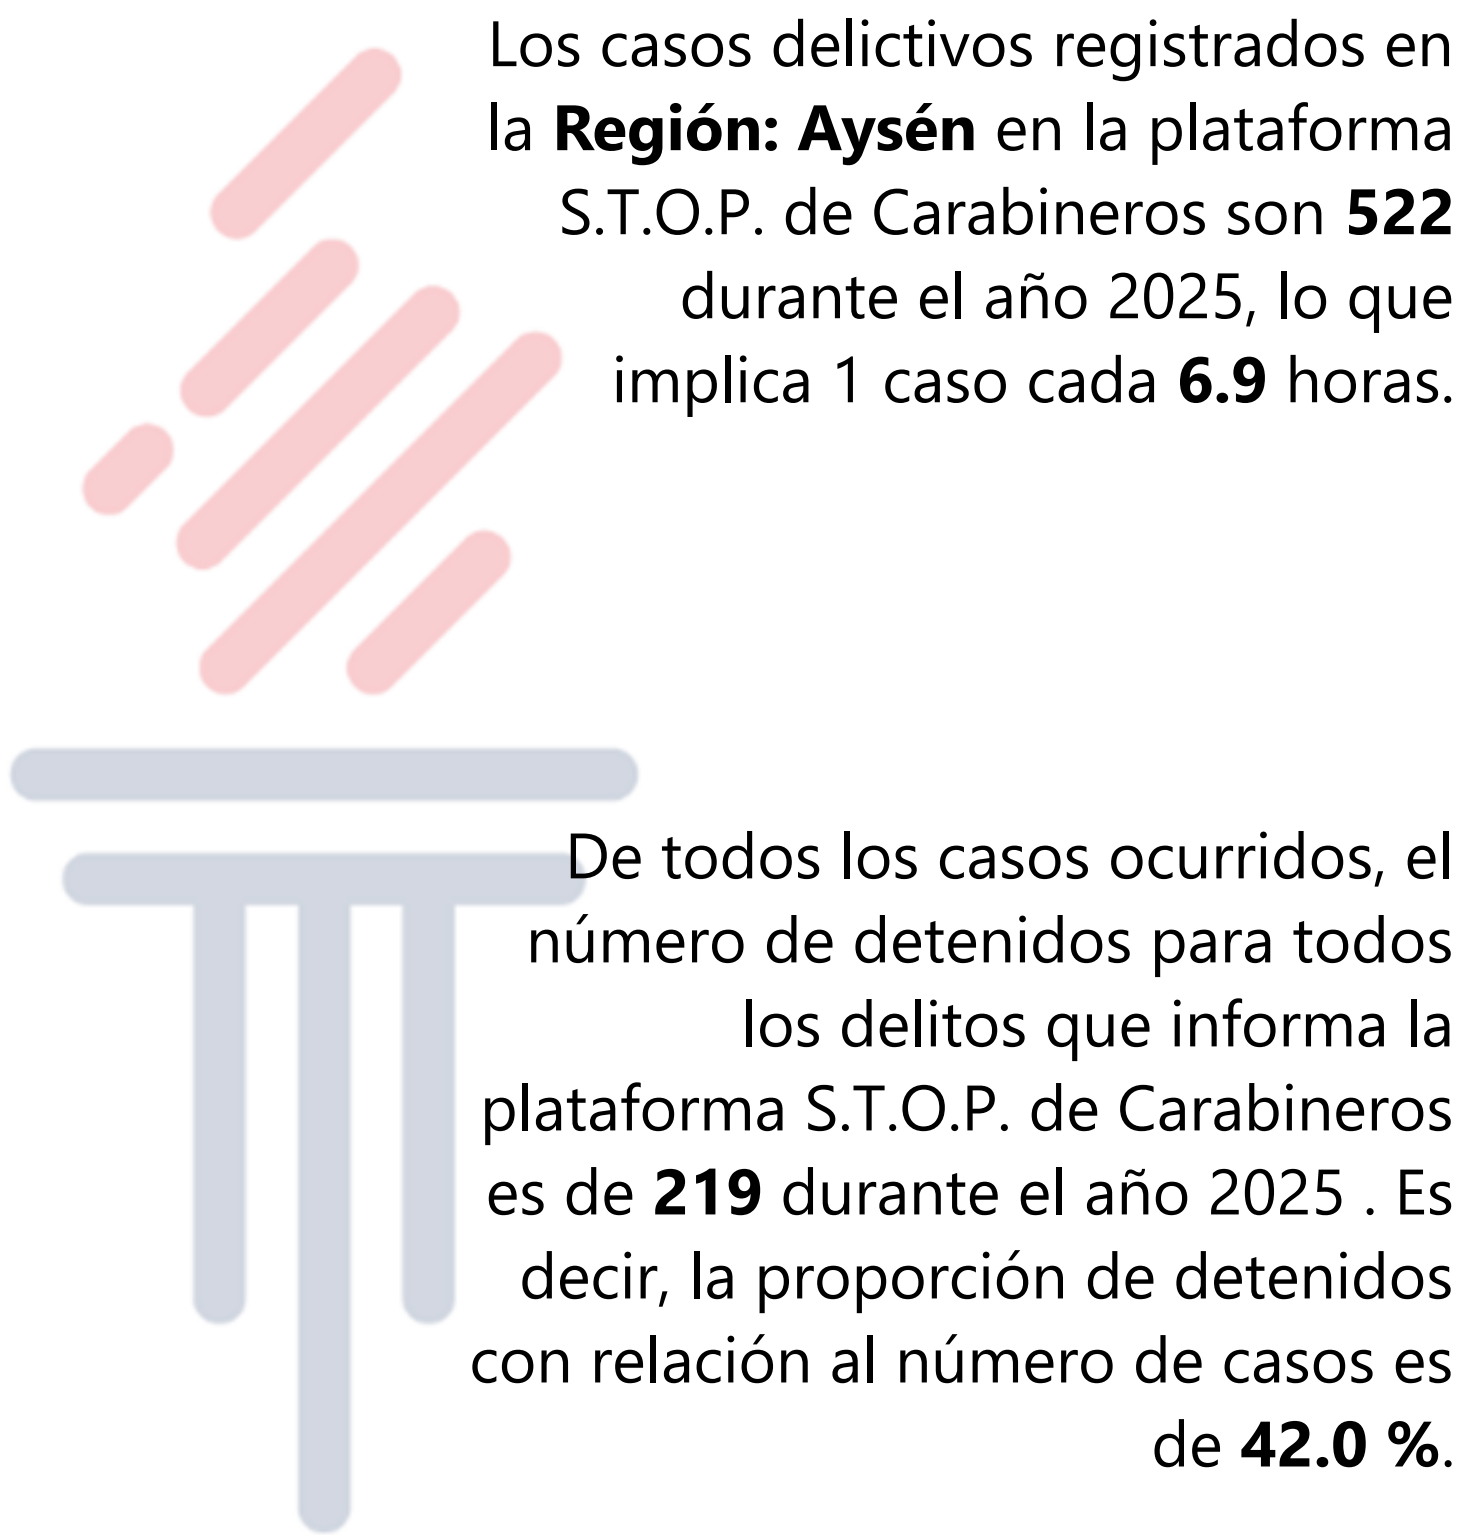 Los casos delictivos registrados en
la Región: Aysén en la plataforma
S.T.O.P. de Carabineros son 522
durante el año 2025, lo que
implica 1 caso cada 6.9 horas.
De todos los casos ocurridos, el
número de detenidos para todos
los delitos que informa la
plataforma S.T.O.P. de Carabineros
es de 219 durante el año 2025 . Es
decir, la proporción de detenidos
con relación al número de casos es
de 42.0 %.